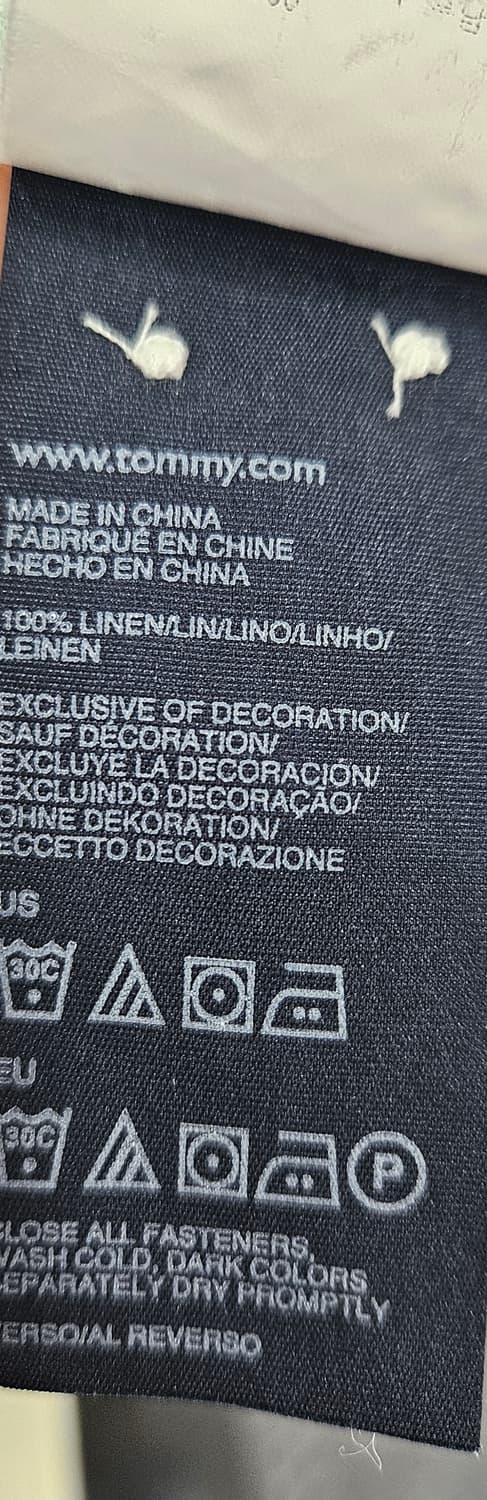 www.tommy.com
MADE IN CHINA
FABRIQUÉ EN CHINE
HECHO EN CHINA
100% LINEN/LIN/LINO/LINHO/
LEINEN
EXCLUSIVE OF DECORATION/
SAUF DÉCORATION/
EXCLUYE LA DECORACIÓN/
EXCLUINDO DECORAÇÃO/
OHNE DEKORATION/
ECCETTO DECORAZIONE
US
30C
EU
30C P
CLOSE ALL FASTENERS,
WASH COLD, DARK COLORS
SEPARATELY DRY PROMPTLY
ERSO/AL REVERSO